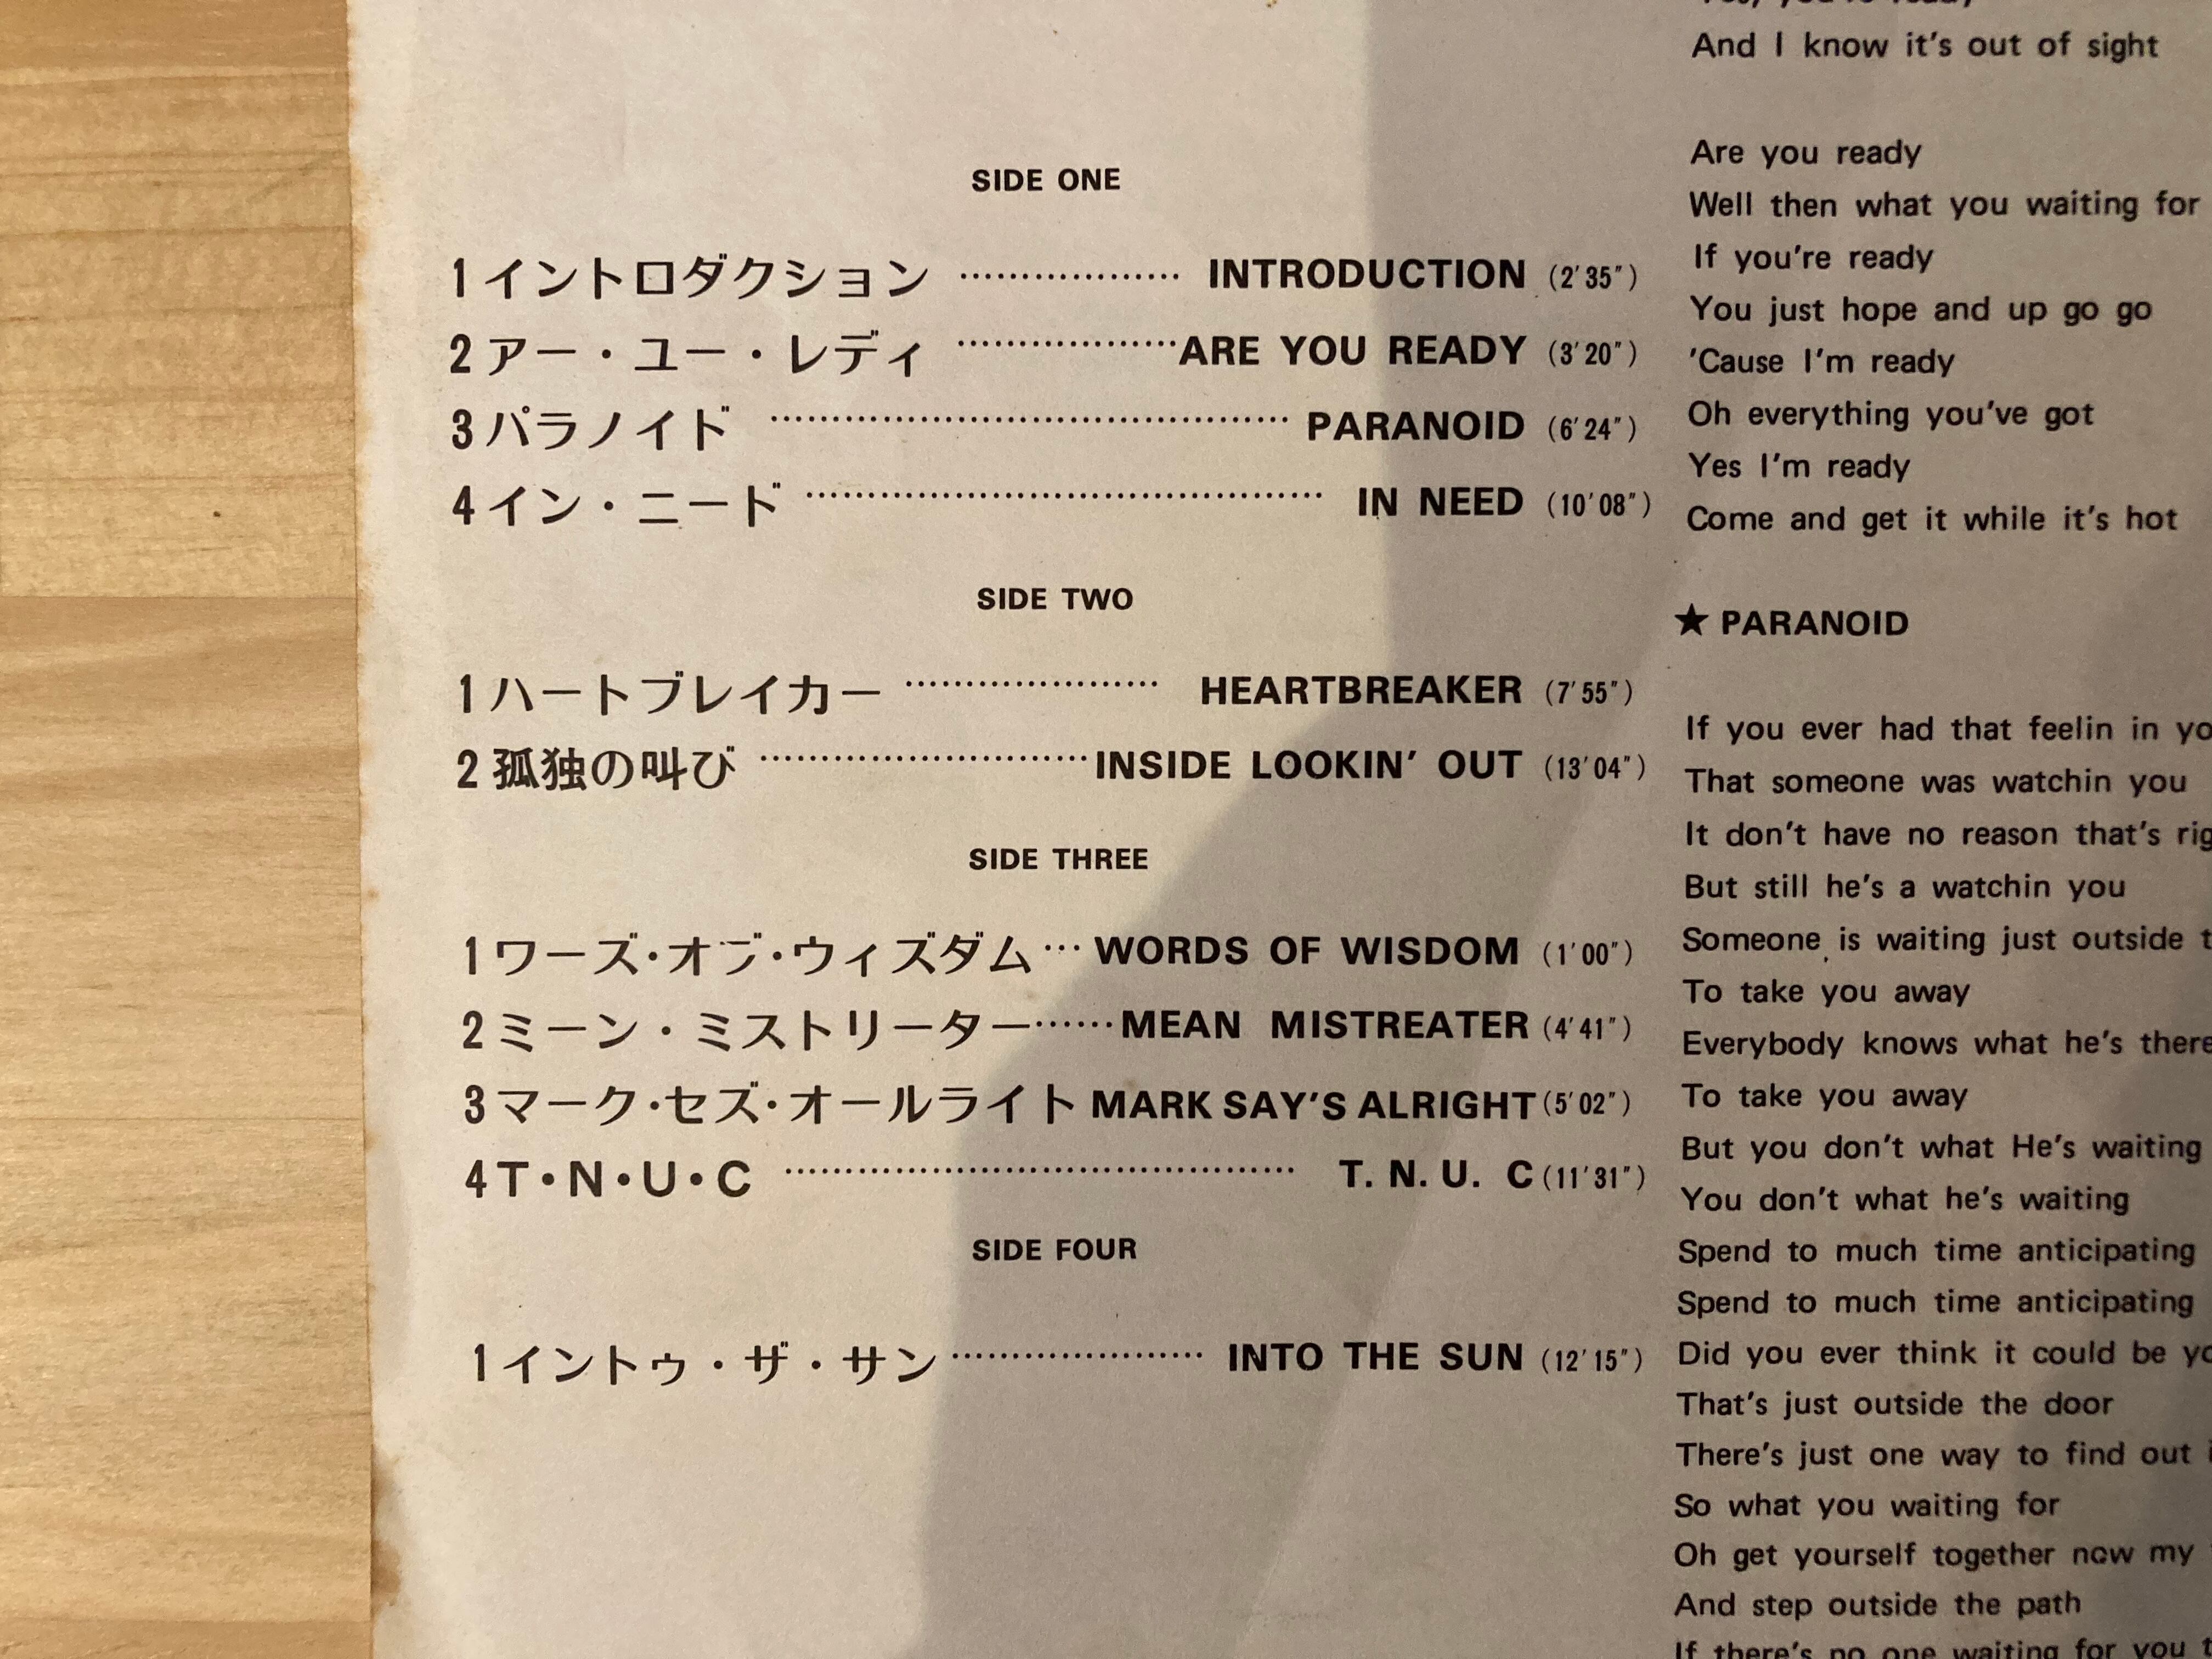 SIDE ONE
1 イントロダクション ………………… INTRODUCTION (2'35")
2 アー・ユー・レディ ………………… ARE YOU READY (3'20")
3 パラノイド ………………………………… PARANOID (6'24")
4 イン・ニード ………………………………… IN NEED (10'08")
SIDE TWO
1 ハートブレイカー ………………… HEARTBREAKER (7'55")
2 孤独の叫び ………………………… INSIDE LOOKIN' OUT (13'04")
SIDE THREE
1 ワーズ・オブ・ウィズダム … WORDS OF WISDOM (1'00")
2 ミーン・ミストリーター …… MEAN MISTREATER (4'41")
3 マーク・セズ・オールライト MARK SAY'S ALRIGHT (5'02")
4 T・N・U・C ………………………………… T. N. U. C (11'31")
SIDE FOUR
1 イントゥ・ザ・サン ………………… INTO THE SUN (12'15")
Yes, you're ready
And I know it's out of sight
Are you ready
Well then what you waiting for
If you're ready
You just hope and up go go
'Cause I'm ready
Oh everything you've got
Yes I'm ready
Come and get it while it's hot
★ PARANOID
If you ever had that feelin in
That someone was watchin you
It don't have no reason that's
But still he's a watchin you
Someone is waiting just outside
To take you away
Everybody knows what he's there
To take you away
But you don't what He's waiting
You don't what he's waiting
Spend to much time anticipating
Spend to much time anticipating
Did you ever think it could be
That's just outside the door
There's just one way to find out
So what you waiting for
Oh get yourself together now my
And step outside the path
If there's no one waiting for you